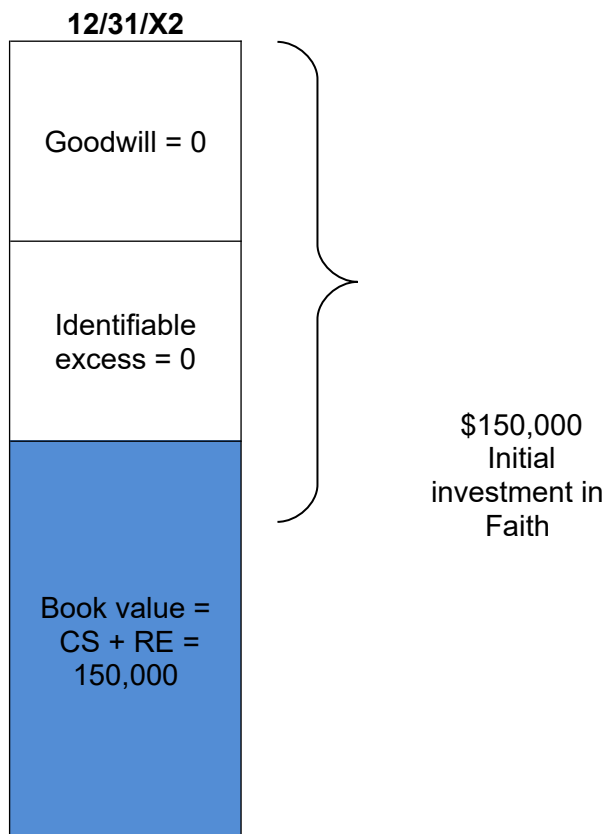 12/31/X2
Goodwill = 0
Identifiable
excess = 0
$150,000
Initial
investment in
Faith
Book value =
CS + RE =
150,000